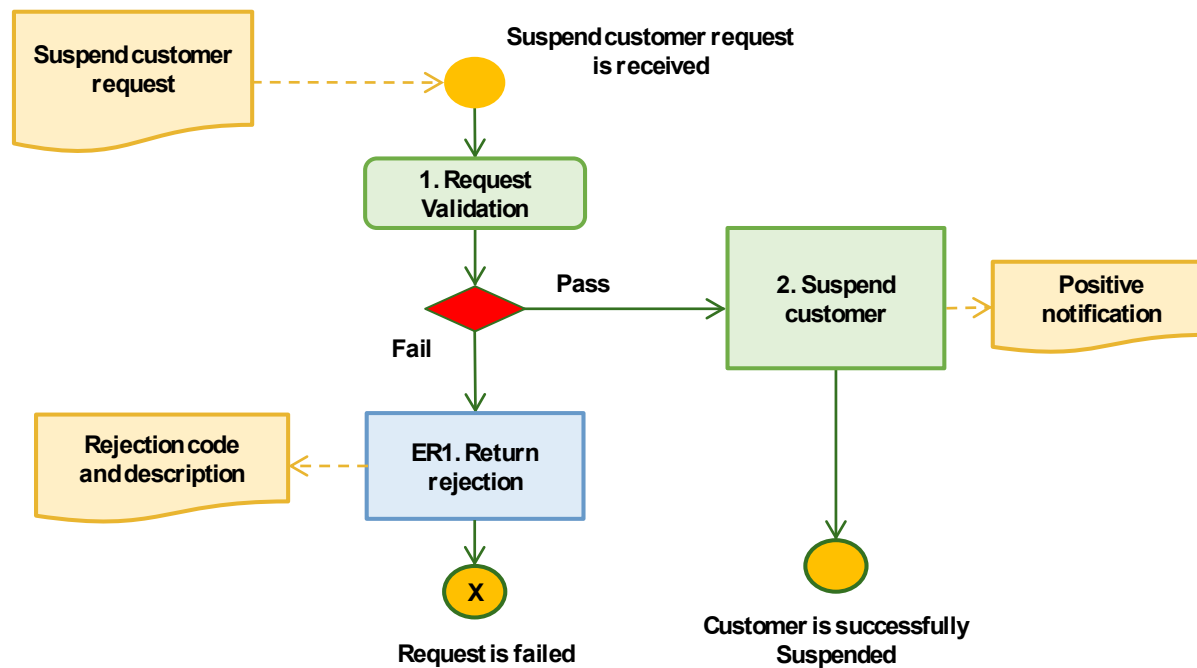 Suspend customer
request
Suspend customer request
is received
1. Request
Validation
Pass
Fail
2. Suspend
customer
Positive
notification
Rejection code
and description
ER1. Return
rejection
X
Request is failed
Customer is successfully
Suspended